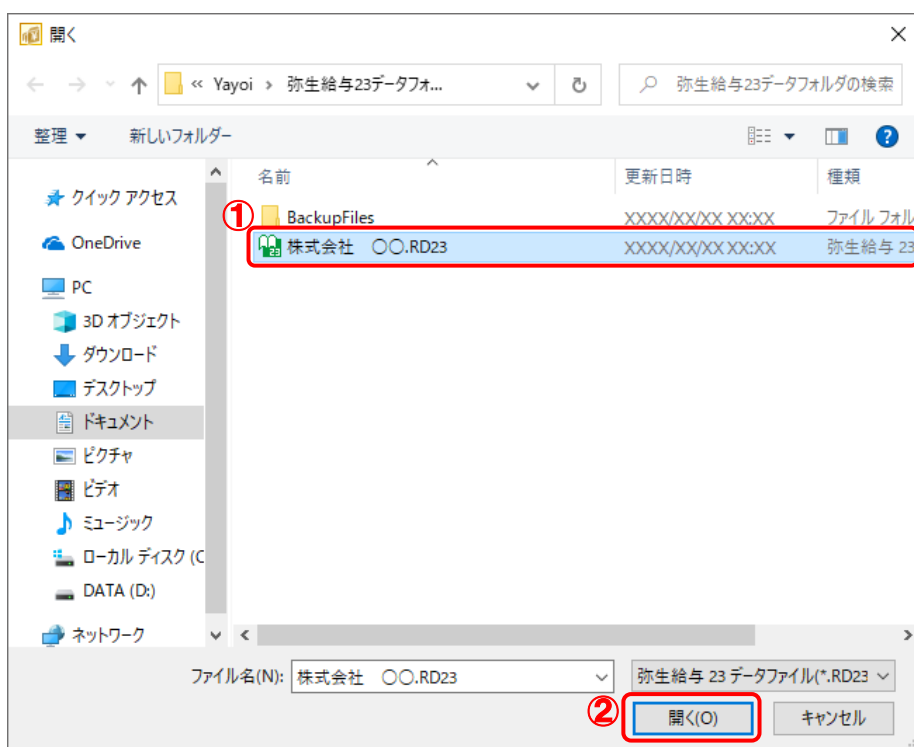 開く
« Yayoi › 弥生給与23データフォ...
弥生給与23データフォルダの検索
整理 新しいフォルダー
名前 更新日時 種類
クイック アクセス
OneDrive
PC
3D オブジェクト
ダウンロード
デスクトップ
ドキュメント
ピクチャ
ビデオ
ミュージック
ローカル ディスク (C
DATA (D:)
ネットワーク
BackupFiles XXXX/XX/XX XX:XX ファイル フォル
① 株式会社 〇〇.RD23 XXXX/XX/XX XX:XX 弥生給与 23
ファイル名(N): 株式会社 〇〇.RD23 弥生給与 23 データファイル(*.RD23
② 開く(O) キャンセル